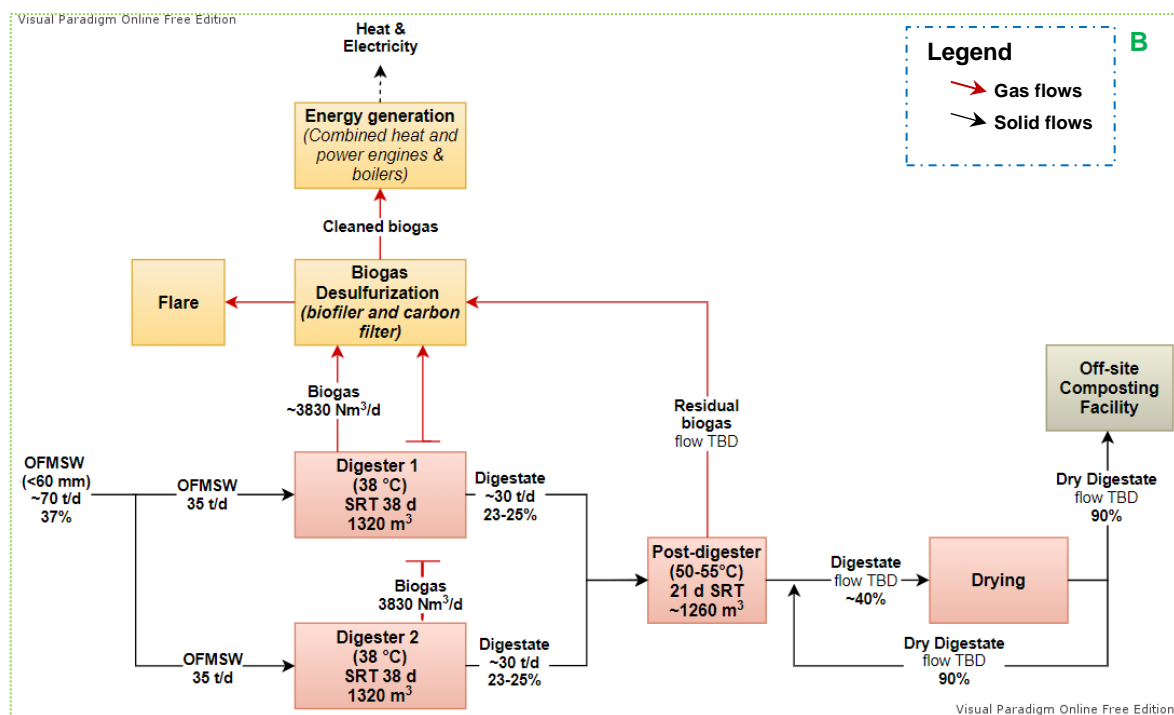 Visual Paradigm Online Free Edition
Heat &
Electricity
B
Legend
Gas flows
Solid flows
Energy generation
(Combined heat and
power engines &
boilers)
Cleaned biogas
Flare
Biogas
Desulfurization
(biofiler and carbon
filter)
Biogas
~3830 Nm³/d
Residual
biogas
flow TBD
Off-site
Composting
Facility
OFMSW
(<60 mm)
~70 t/d
37%
OFMSW
35 t/d
Digester 1
(38 °C)
SRT 38 d
1320 m³
Digestate
~30 t/d
23-25%
Dry Digestate
flow TBD
90%
Biogas
3830 Nm³/d
Post-digester
(50-55°C)
21 d SRT
~1260 m³
Digestate
flow TBD
~40%
Drying
OFMSW
35 t/d
Digester 2
(38 °C)
SRT 38 d
1320 m³
Digestate
~30 t/d
23-25%
Dry Digestate
flow TBD
90%
Visual Paradigm Online Free Edition